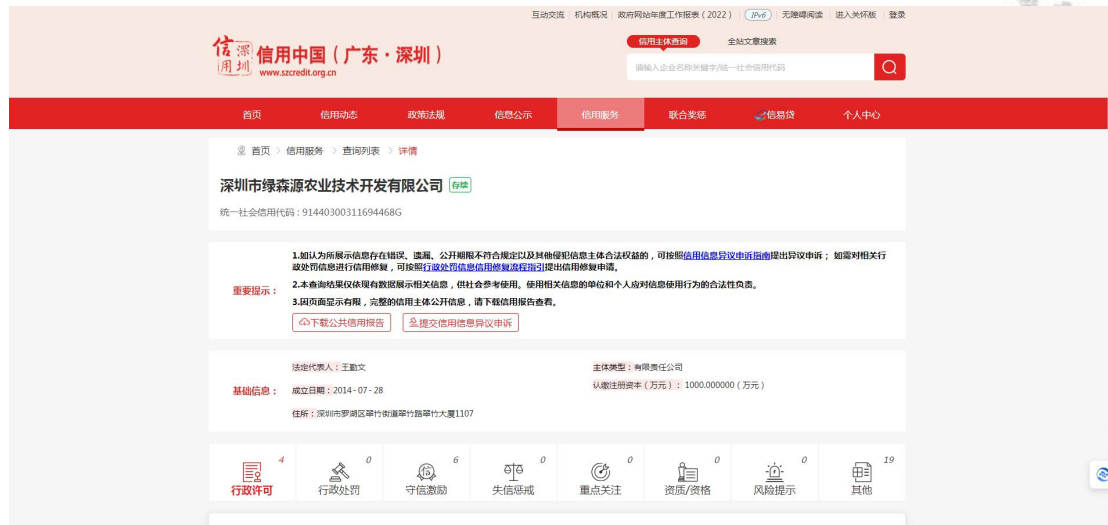 互动交流 机构概况 政府网站年度工作报表（2022） IPv6 无障碍阅读 进入关怀版 登录
信用深圳 信用中国（广东·深圳）
www.szcredit.org.cn
信用主体查询 全站文章搜索
请输入企业名称关键字/统一社会信用代码
首页 信用动态 政策法规 信息公示 信用服务 联合奖惩 信易贷 个人中心
首页 > 信用服务 > 查询列表 > 详情
深圳市绿森源农业技术开发有限公司 存续
统一社会信用代码：91440300311694468G
重要提示：
1.如认为所展示信息存在错误、遗漏、公开期限不符合规定以及其他侵犯信息主体合法权益的，可按照信用信息异议申诉指南提出异议申诉；如需对相关行
政处罚信息进行信用修复，可按照行政处罚信息信用修复流程指引提出信用修复申请。
2.本查询结果仅依现有数据展示相关信息，供社会参考使用。使用相关信息的单位和个人应对信息使用行为的合法性负责。
3.因页面显示有限，完整的信用主体公开信息，请下载信用报告查看。
下载公共信用报告 提交信用信息异议申诉
基础信息：
法定代表人：王勤文 主体类型：有限责任公司
成立日期：2014-07-28 认缴注册资本（万元）：1000.000000（万元）
住所：深圳市罗湖区翠竹街道翠竹路翠竹大厦1107
4 0 6 0 0 0 0 19
行政许可 行政处罚 守信激励 失信惩戒 重点关注 资质/资格 风险提示 其他